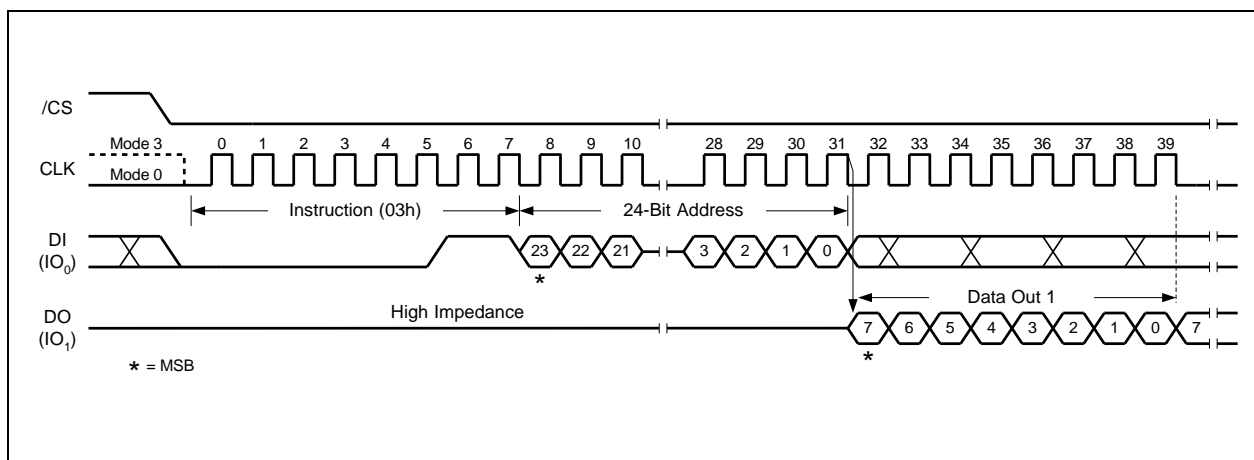 /CS
Mode 3 0 1 2 3 4 5 6 7 8 9 10 28 29 30 31 32 33 34 35 36 37 38 39
CLK
Mode 0
Instruction (03h) 24-Bit Address
DI
(IO0) 23 22 21 3 2 1 0
*
High Impedance Data Out 1
DO
(IO1) 7 6 5 4 3 2 1 0 7
* = MSB *